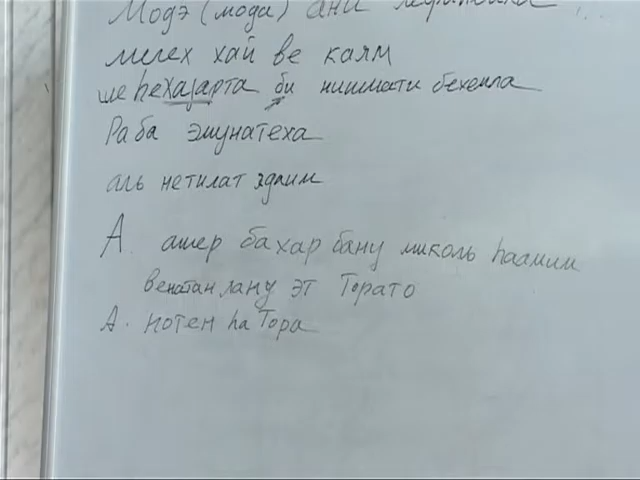 Модэ (мода) ани лефанеха
мелех хай ве каям
ше hехазарта би нишмати бехемла
Раба эмунатеха
аль нетилат ядаим
А. ашер бахар бану миколь hаамим
венатан лану эт Торато
А. нотен hа Тора